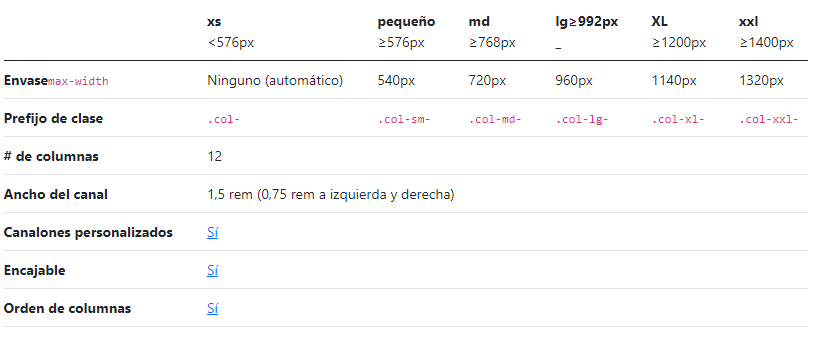 xs pequeño md lg≥992px XL xxl
<576px ≥576px ≥768px _ ≥1200px ≥1400px
Envasemax-width Ninguno (automático) 540px 720px 960px 1140px 1320px
Prefijo de clase .col- .col-sm- .col-md- .col-lg- .col-xl- .col-xxl-
# de columnas 12
Ancho del canal 1,5 rem (0,75 rem a izquierda y derecha)
Canalones personalizados Sí
Encajable Sí
Orden de columnas Sí